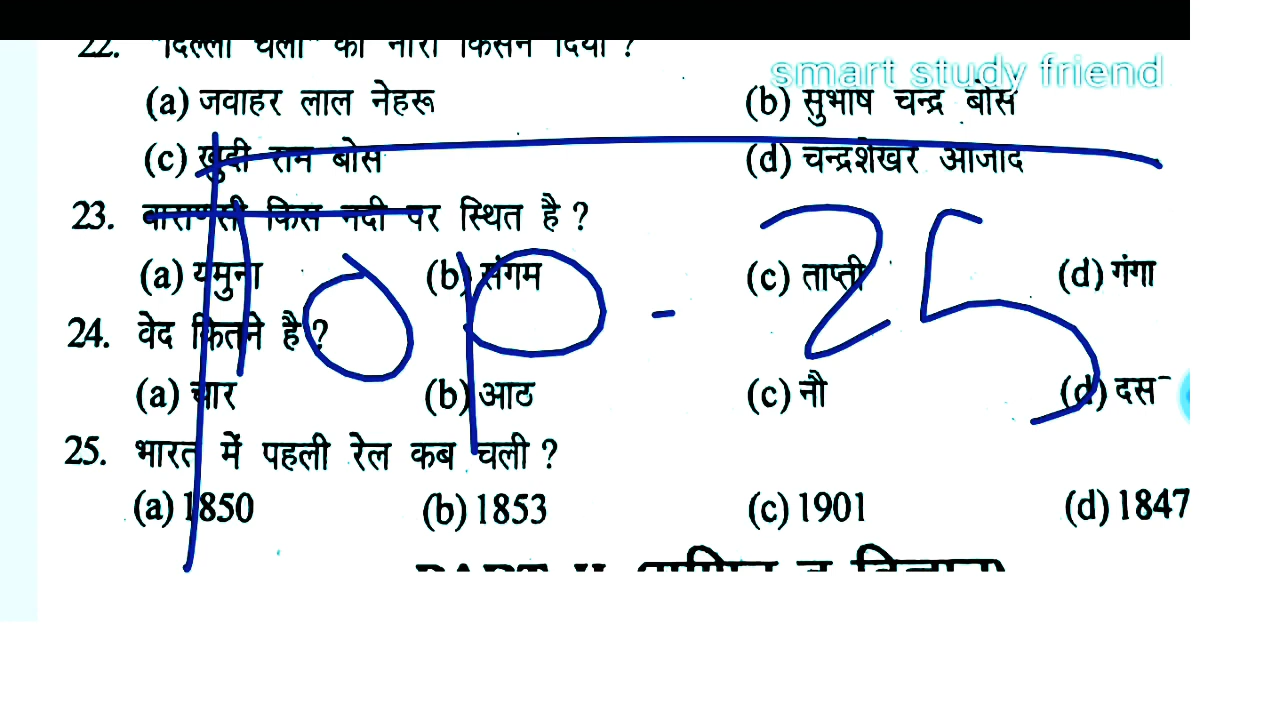 22. "दिल्ली चलो" का नारा किसने दिया ?
smart study friend
(a) जवाहर लाल नेहरू (b) सुभाष चन्द्र बोस
(c) खुदी राम बोस (d) चन्द्रशेखर आजाद
23. वाराणसी किस नदी पर स्थित है ?
(a) यमुना (b) संगम (c) ताप्ती (d) गंगा
24. वेद कितने है ?
(a) चार (b) आठ (c) नौ (d) दस
25. भारत में पहली रेल कब चली ?
(a) 1850 (b) 1853 (c) 1901 (d) 1847
Top - 25